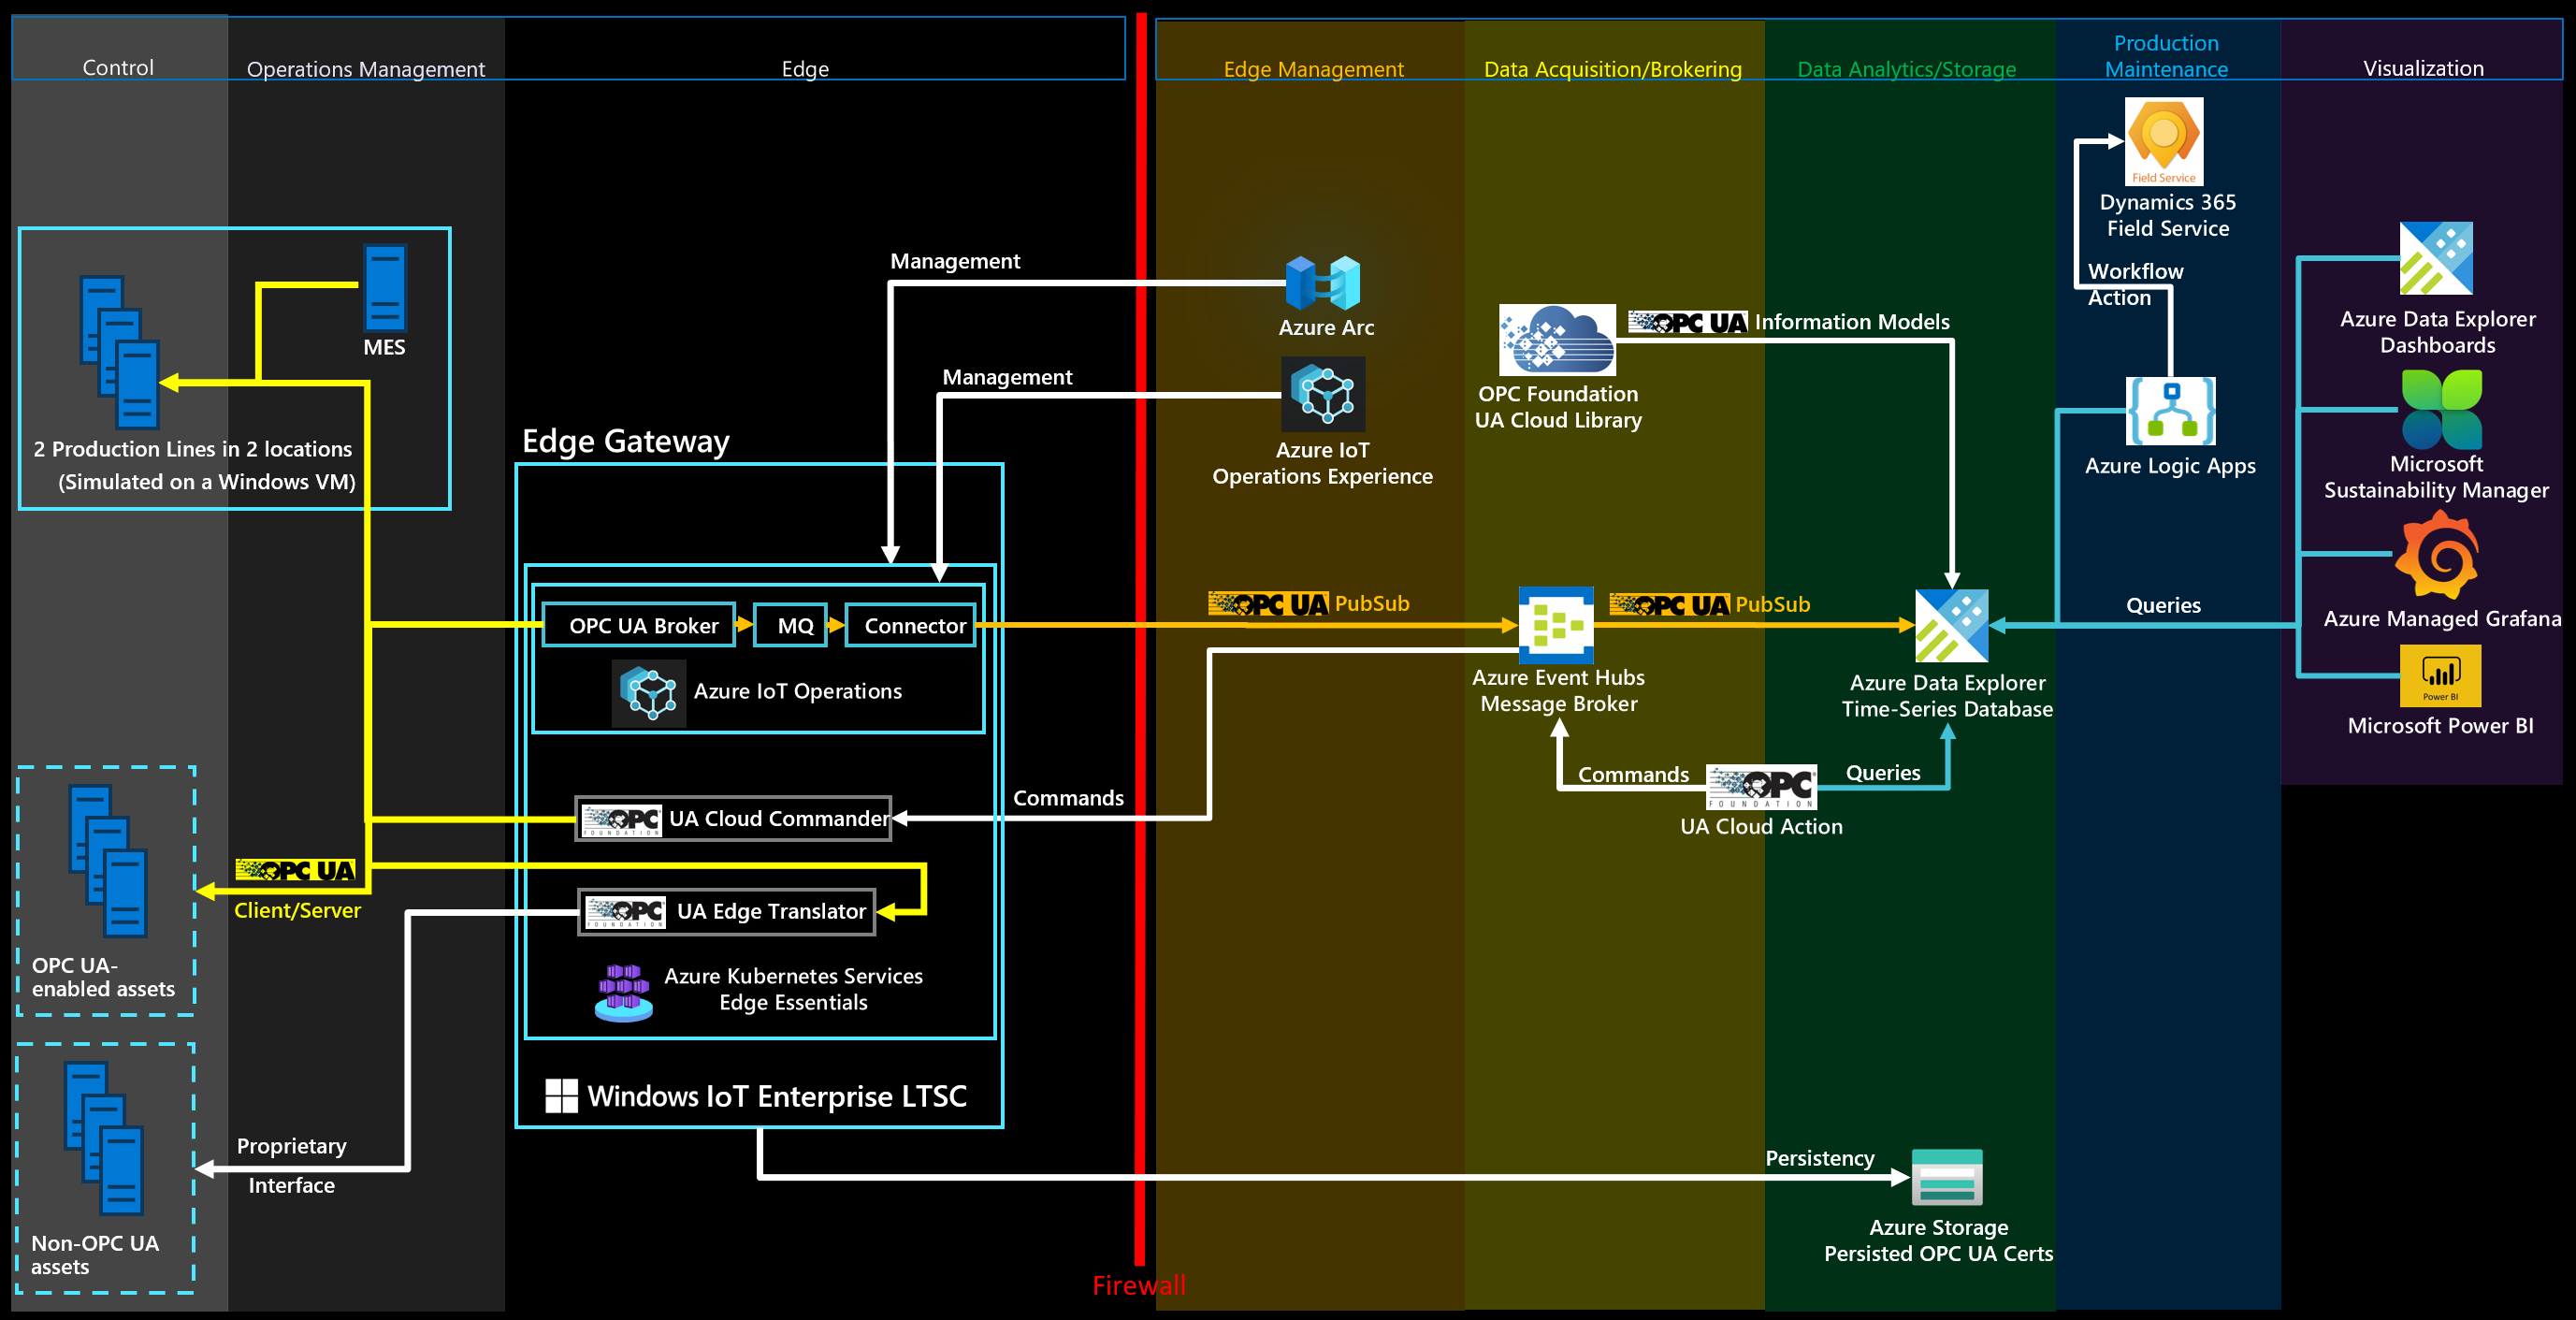 Control
Operations Management
Edge
Edge Management
Data Acquisition/Brokering
Data Analytics/Storage
Production
Maintenance
Visualization
Field Service
Dynamics 365
Field Service
Workflow
Action
Azure Logic Apps
MES
2 Production Lines in 2 locations
(Simulated on a Windows VM)
Management
Azure Arc
Management
Azure IoT
Operations Experience
OPC UA Information Models
OPC Foundation
UA Cloud Library
Azure Data Explorer
Dashboards
Microsoft
Sustainability Manager
Azure Managed Grafana
Power BI
Microsoft Power BI
Edge Gateway
OPC UA Broker
MQ
Connector
Azure IoT Operations
OPC UA PubSub
OPC UA PubSub
Queries
Azure Event Hubs
Message Broker
Azure Data Explorer
Time-Series Database
Commands
Queries
OPC
FOUNDATION
UA Cloud Action
Commands
OPC
FOUNDATION
UA Cloud Commander
OPC UA
Client/Server
OPC
FOUNDATION
UA Edge Translator
OPC UA-
enabled assets
Azure Kubernetes Services
Edge Essentials
Windows IoT Enterprise LTSC
Proprietary
Interface
Non-OPC UA
assets
Persistency
Azure Storage
Persisted OPC UA Certs
Firewall